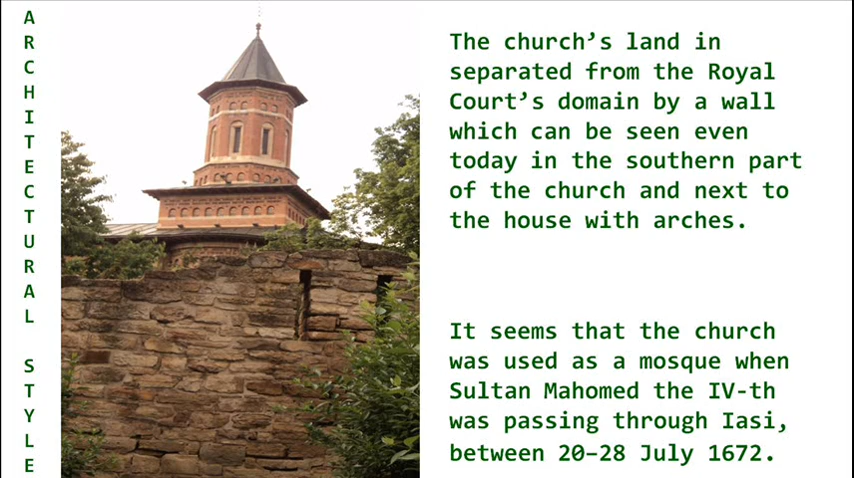 ARCHITECTURAL STYLE
The church’s land in
separated from the Royal
Court’s domain by a wall
which can be seen even
today in the southern part
of the church and next to
the house with arches.
It seems that the church
was used as a mosque when
Sultan Mahomed the IV-th
was passing through Iasi,
between 20–28 July 1672.